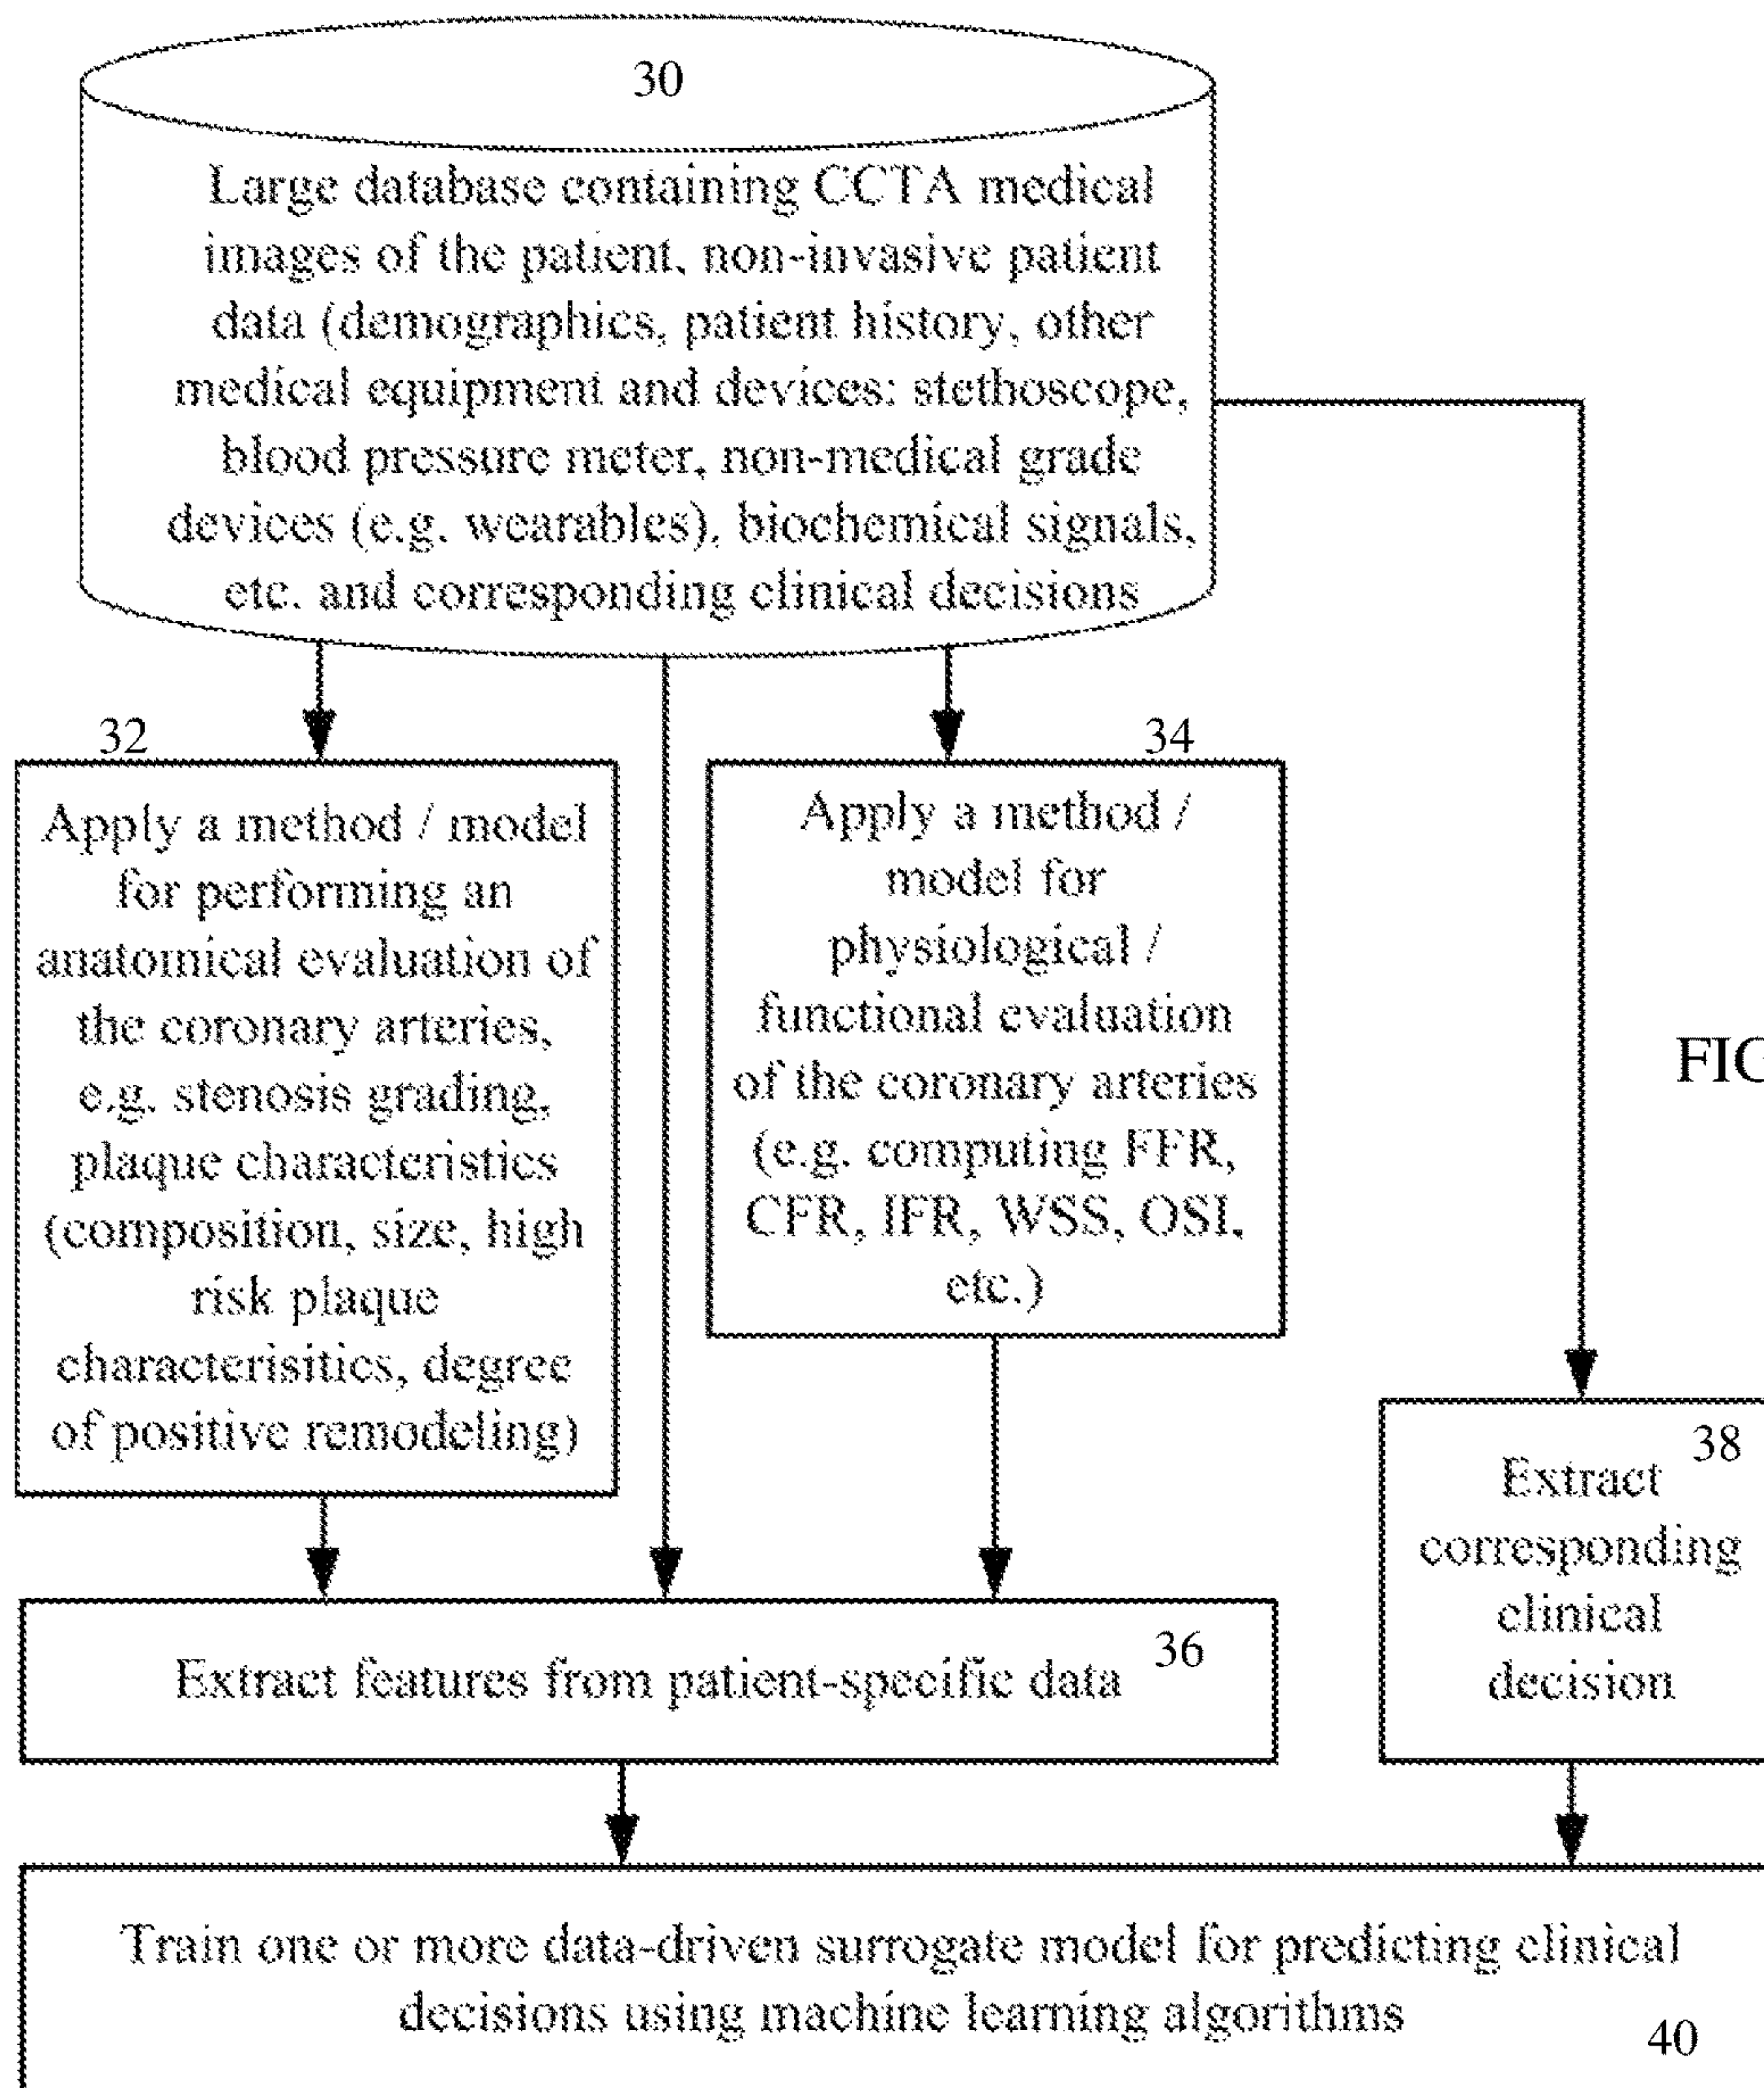 30
Large database containing CCTA medical
images of the patient, non-invasive patient
data (demographics, patient history, other
medical equipment and devices: stethoscope,
blood pressure meter, non-medical grade
devices (e.g. wearables), biochemical signals,
etc. and corresponding clinical decisions
32
Apply a method / model
for performing an
anatomical evaluation of
the coronary arteries,
e.g. stenosis grading,
plaque characteristics
(composition, size, high
risk plaque
characterisitics, degree
of positive remodeling)
34
Apply a method /
model for
physiological /
functional evaluation
of the coronary arteries
(e.g. computing FFR,
CFR, IFR, WSS, OSI,
etc.)
FIG
38
Extract
corresponding
clinical
decision
36
Extract features from patient-specific data
Train one or more data-driven surrogate model for predicting clinical
decisions using machine learning algorithms
40